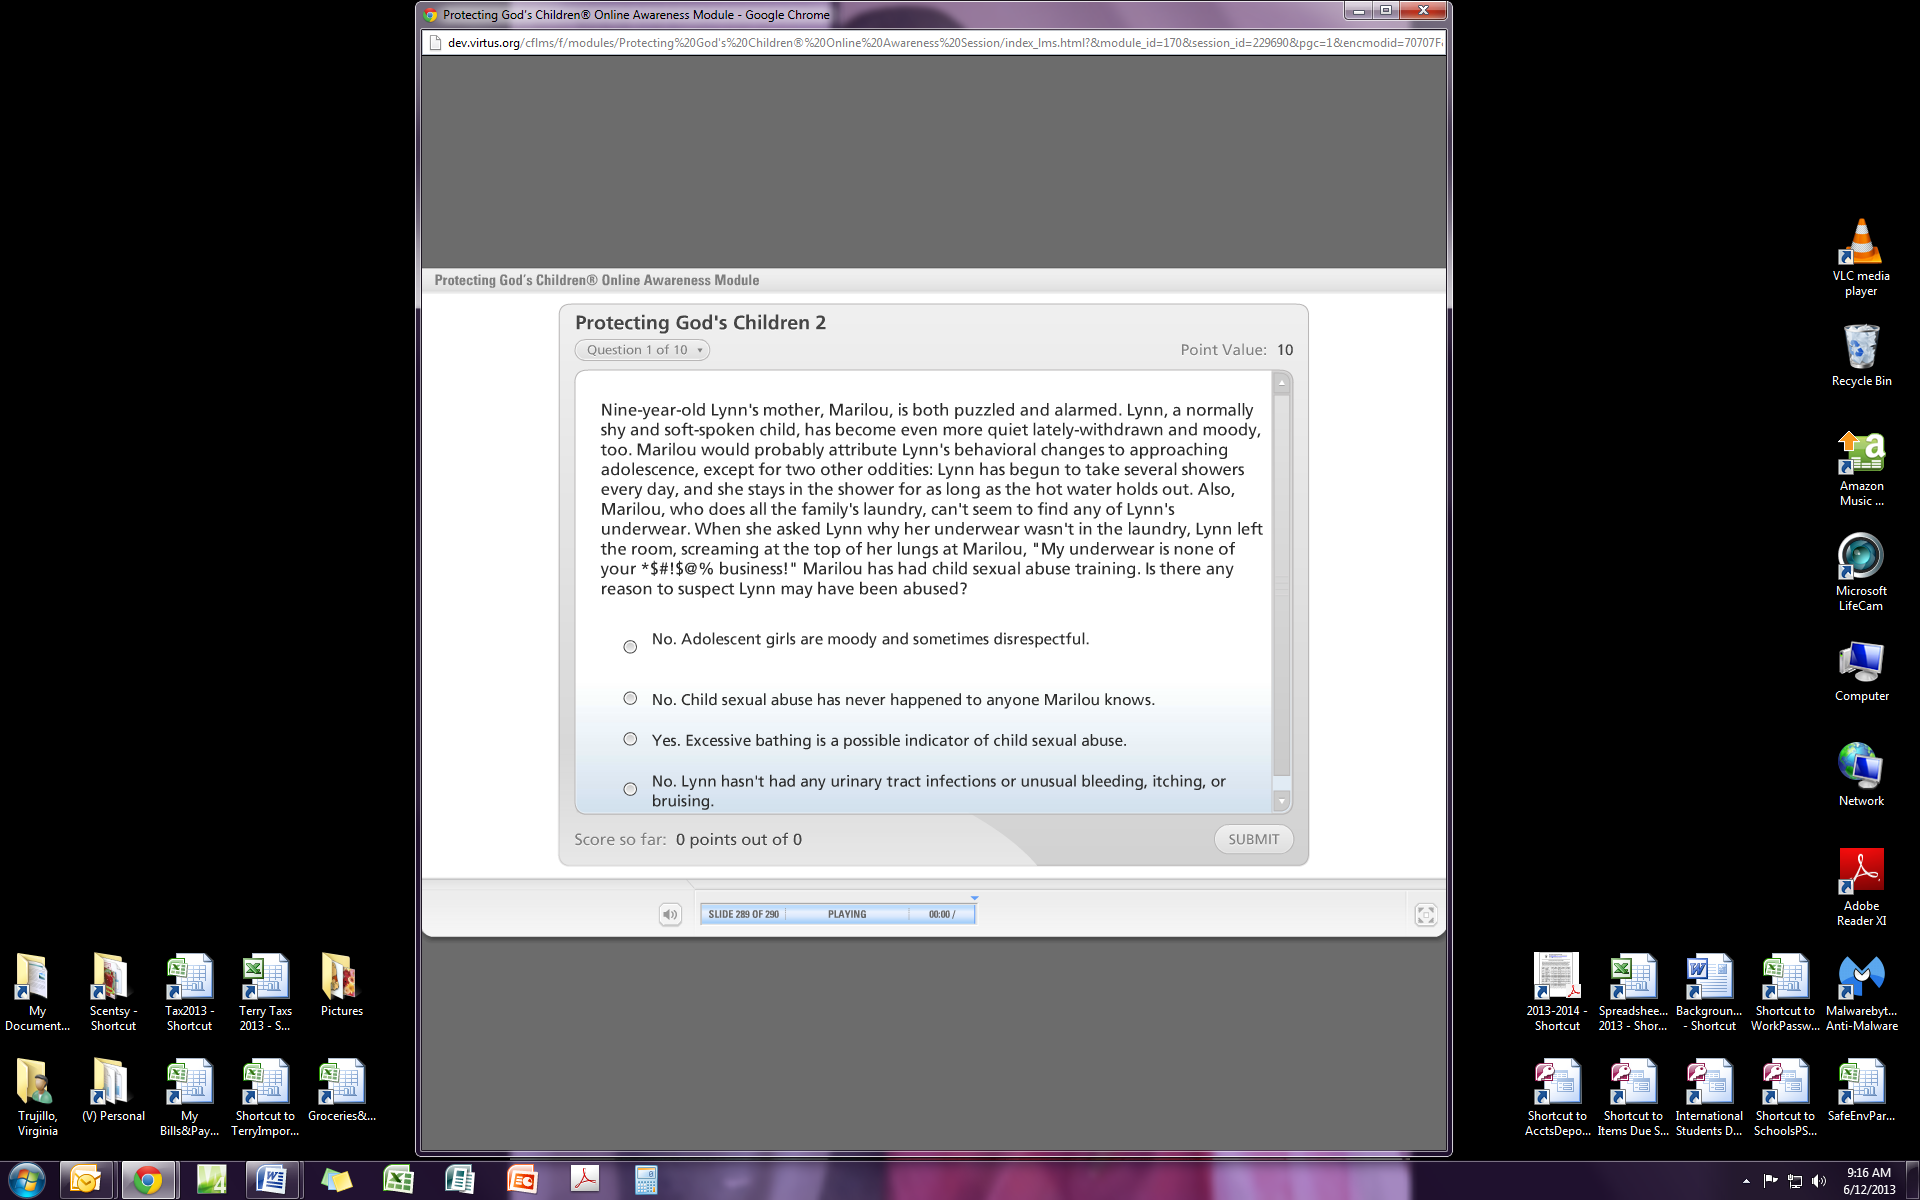 Protecting God's Children® Online Awareness Module - Google Chrome
dev.virtus.org/cflms/f/modules/Protecting%20God's%20Children®%20Online%20Awareness%20Session/index_lms.html?&module_id=170&session_id=229690&pgc=1&encmodid=70707F
Protecting God's Children® Online Awareness Module
Protecting God's Children 2
Question 1 of 10
Point Value: 10
Nine-year-old Lynn's mother, Marilou, is both puzzled and alarmed. Lynn, a normally
shy and soft-spoken child, has become even more quiet lately-withdrawn and moody,
too. Marilou would probably attribute Lynn's behavioral changes to approaching
adolescence, except for two other oddities: Lynn has begun to take several showers
every day, and she stays in the shower for as long as the hot water holds out. Also,
Marilou, who does all the family's laundry, can't seem to find any of Lynn's
underwear. When she asked Lynn why her underwear wasn't in the laundry, Lynn left
the room, screaming at the top of her lungs at Marilou, "My underwear is none of
your *$#!$@% business!" Marilou has had child sexual abuse training. Is there any
reason to suspect Lynn may have been abused?
No. Adolescent girls are moody and sometimes disrespectful.
No. Child sexual abuse has never happened to anyone Marilou knows.
Yes. Excessive bathing is a possible indicator of child sexual abuse.
No. Lynn hasn't had any urinary tract infections or unusual bleeding, itching, or
bruising.
Score so far: 0 points out of 0
SUBMIT
SLIDE 289 OF 290
PLAYING
00:00 /
VLC media
player
Recycle Bin
Amazon
Music ...
Microsoft
LifeCam
Computer
Network
Adobe
Reader XI
My
Document...
Scentsy -
Shortcut
Tax2013 -
Shortcut
Terry Taxs
2013 - S...
Pictures
2013-2014 -
Shortcut
Spreadshee...
2013 - Shor...
Backgroun...
- Shortcut
Shortcut to
WorkPassw...
Malwarebyt...
Anti-Malware
Trujillo,
Virginia
(V) Personal
My
Bills&Pay...
Shortcut to
TerryImpor...
Groceries&...
Shortcut to
AcctsDepo...
Shortcut to
Items Due S...
International
Students D...
Shortcut to
SchoolsPS...
SafeEnvPar...
9:16 AM
6/12/2013